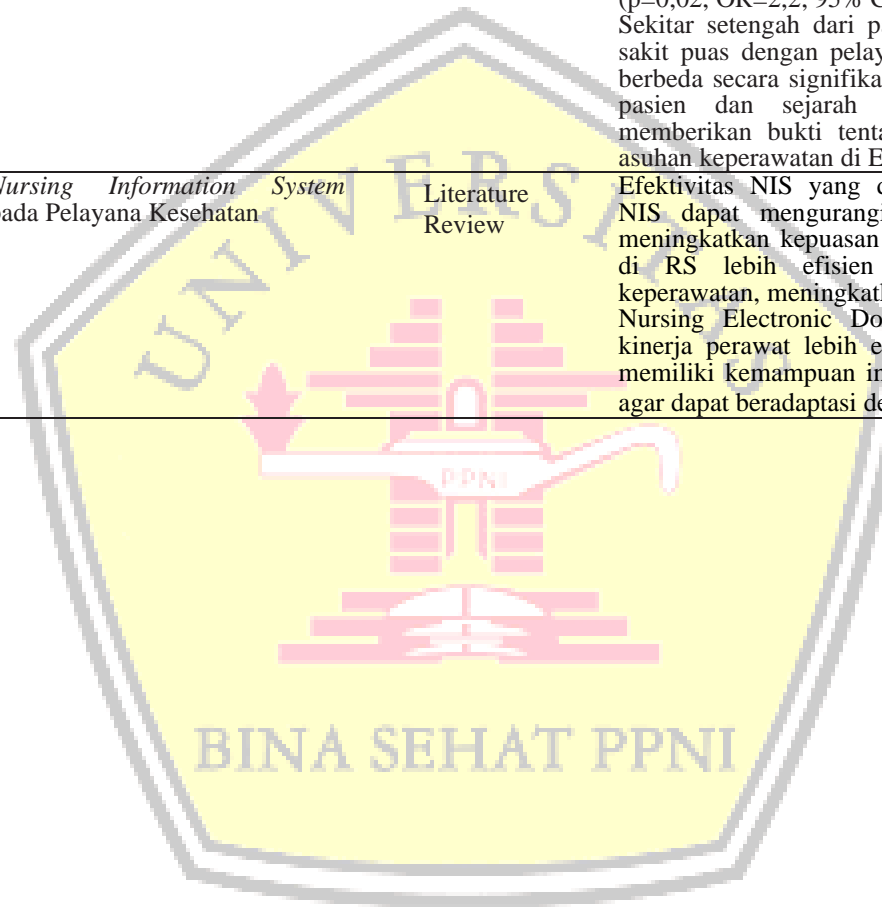 (p=0,02, OR=2,2, 95% C
Sekitar setengah dari p
sakit puas dengan pelay
berbeda secara signifika
pasien dan sejarah
memberikan bukti tenta
asuhan keperawatan di E
Nursing Information System
pada Pelayana Kesehatan
Literature
Review
Efektivitas NIS yang d
NIS dapat mengurangi
meningkatkan kepuasan
di RS lebih efisien
keperawatan, meningkatk
Nursing Electronic Do
kinerja perawat lebih e
memiliki kemampuan in
agar dapat beradaptasi de
UNIVERSITAS
PPNI
BINA SEHAT PPNI